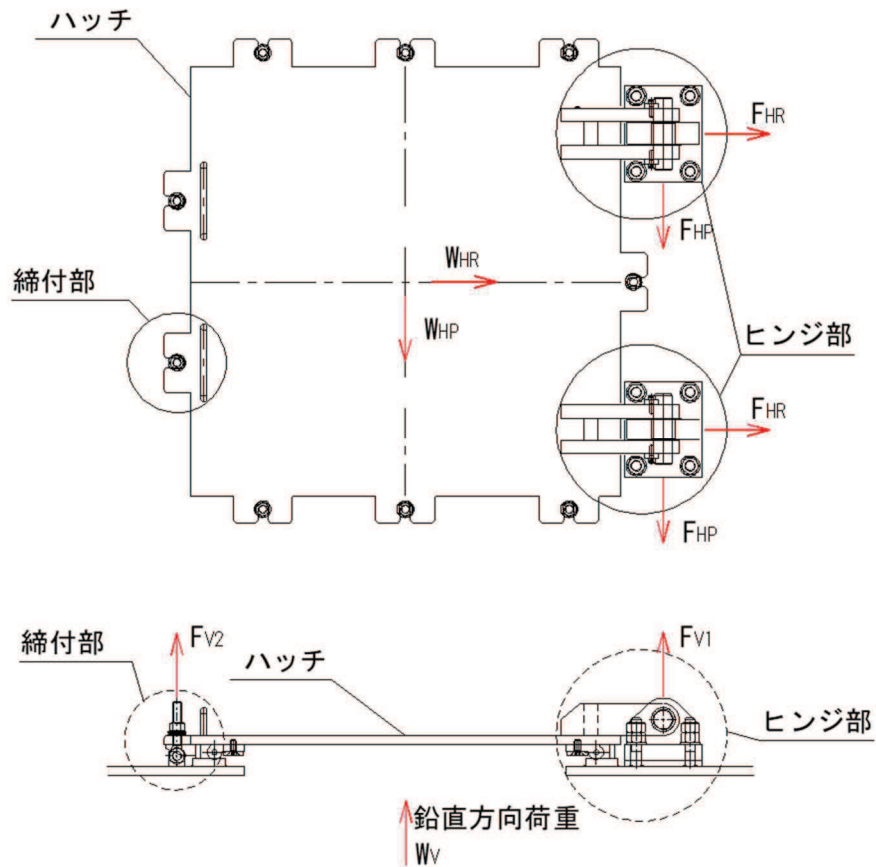 ハッチ
FHR
FHP
WHR
締付部
WHP
ヒンジ部
FHR
FHP
締付部
FV2
ハッチ
FV1
ヒンジ部
鉛直方向荷重
WV